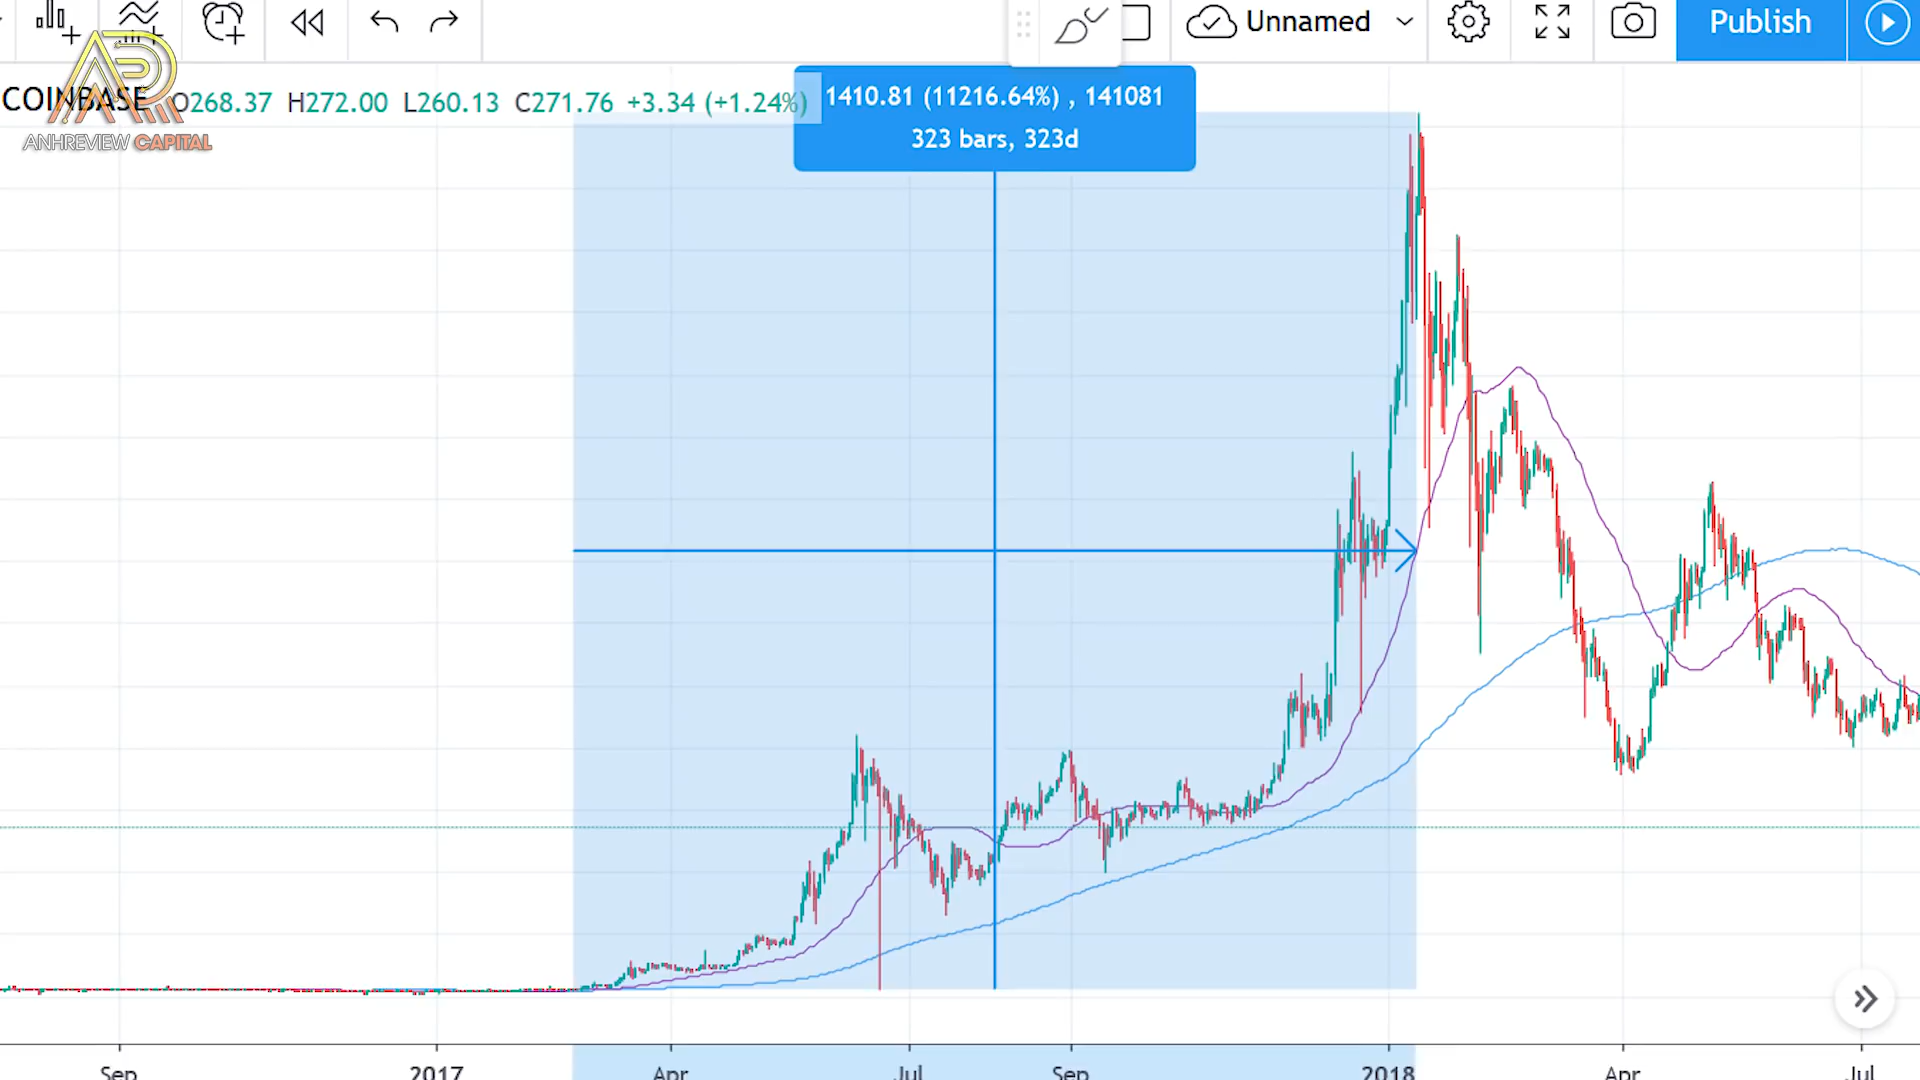 Unnamed
Publish
COINBASE O268.37 H272.00 L260.13 C271.76 +3.34 (+1.24%)
1410.81 (11216.64%) , 141081
323 bars, 323d
ANHREVIEW CAPITAL
Sep 2017 Apr Jul Sep 2018 Apr Jul